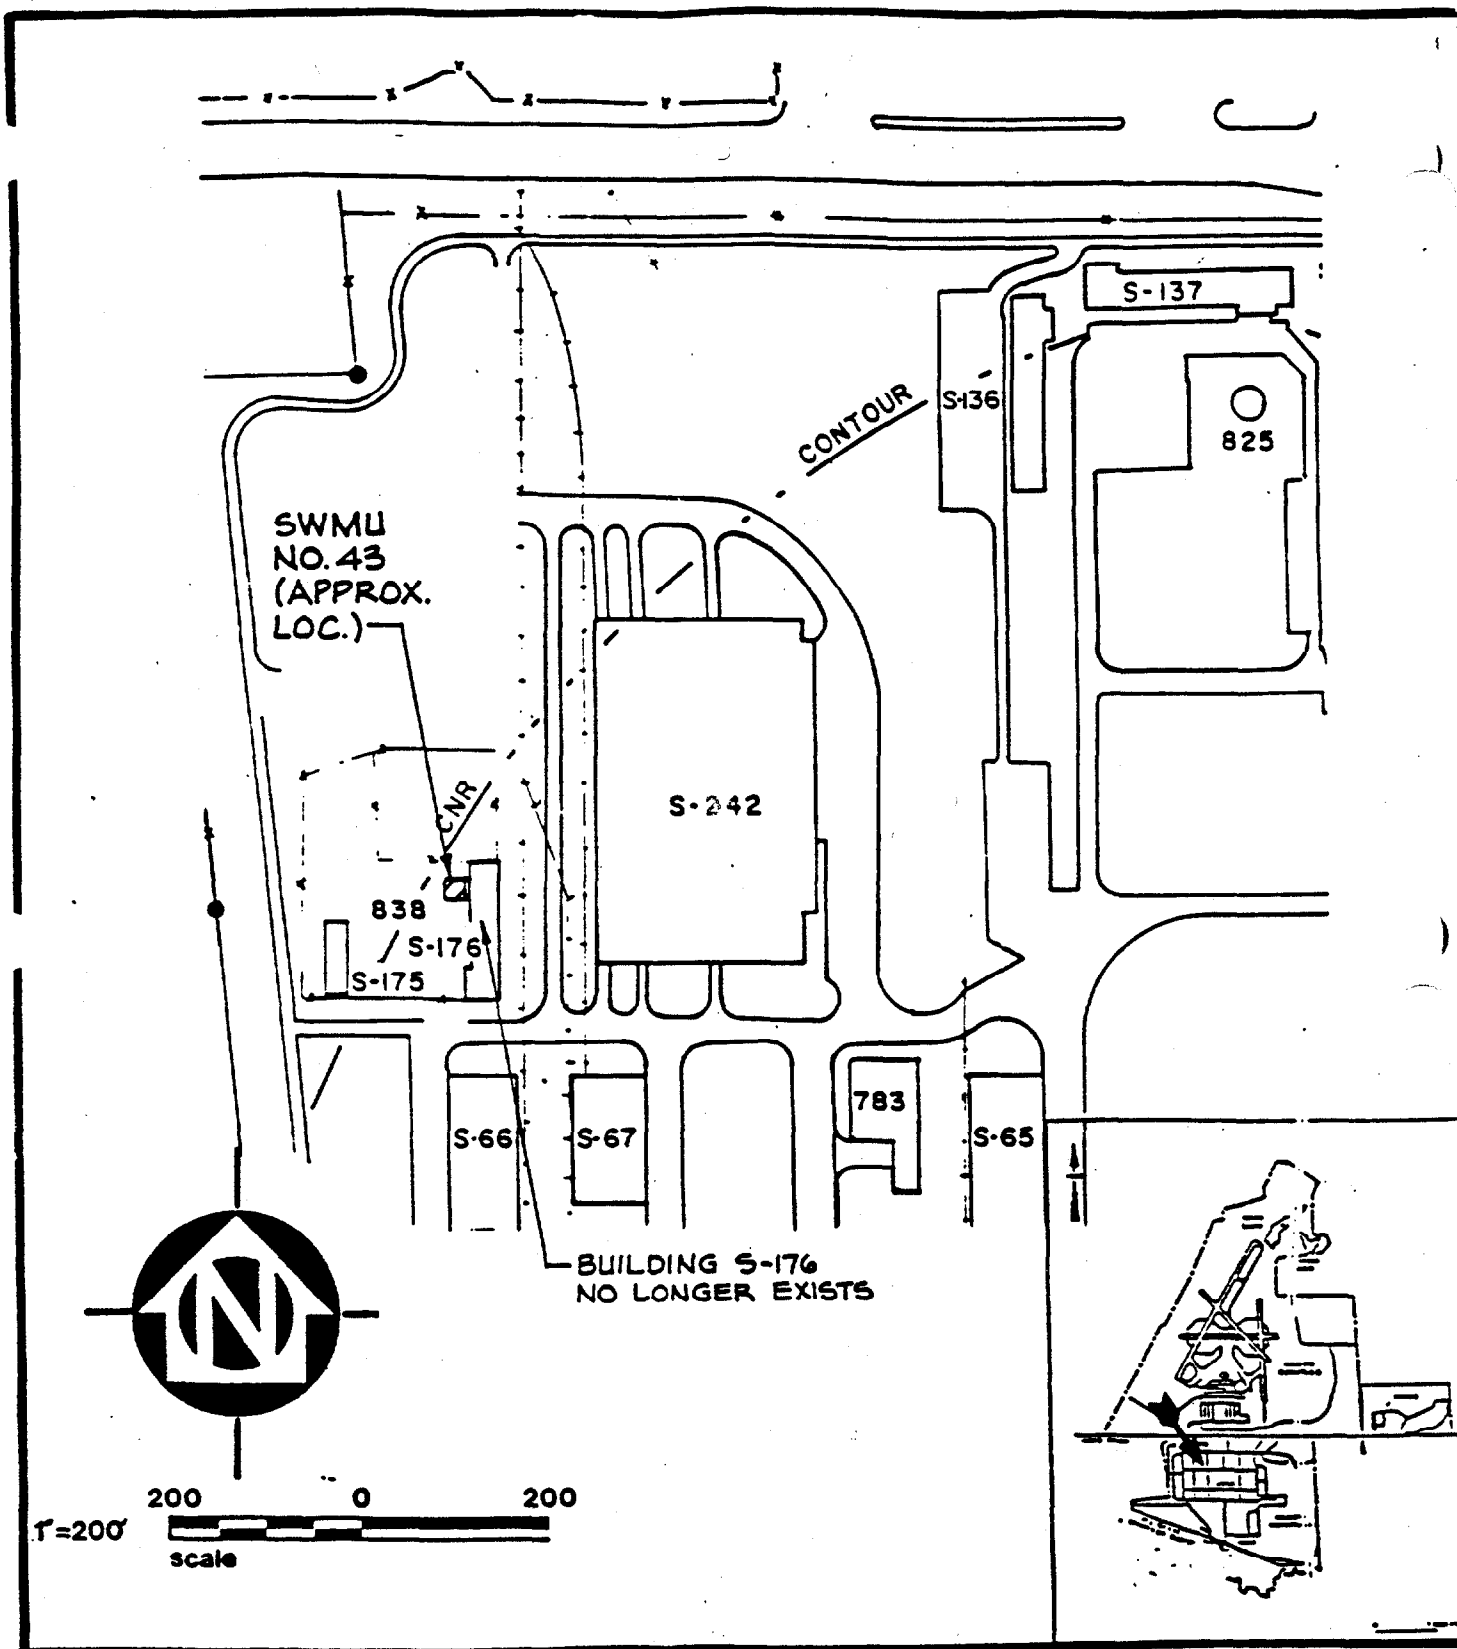 S-137
S-136
CONTOUR
825
SWMU
NO. 43
(APPROX.
LOC.)
CNR
S-242
838
S-176
S-175
783
S-66
S-67
S-65
BUILDING S-176
NO LONGER EXISTS
N
200 0 200
1"=200'
scale